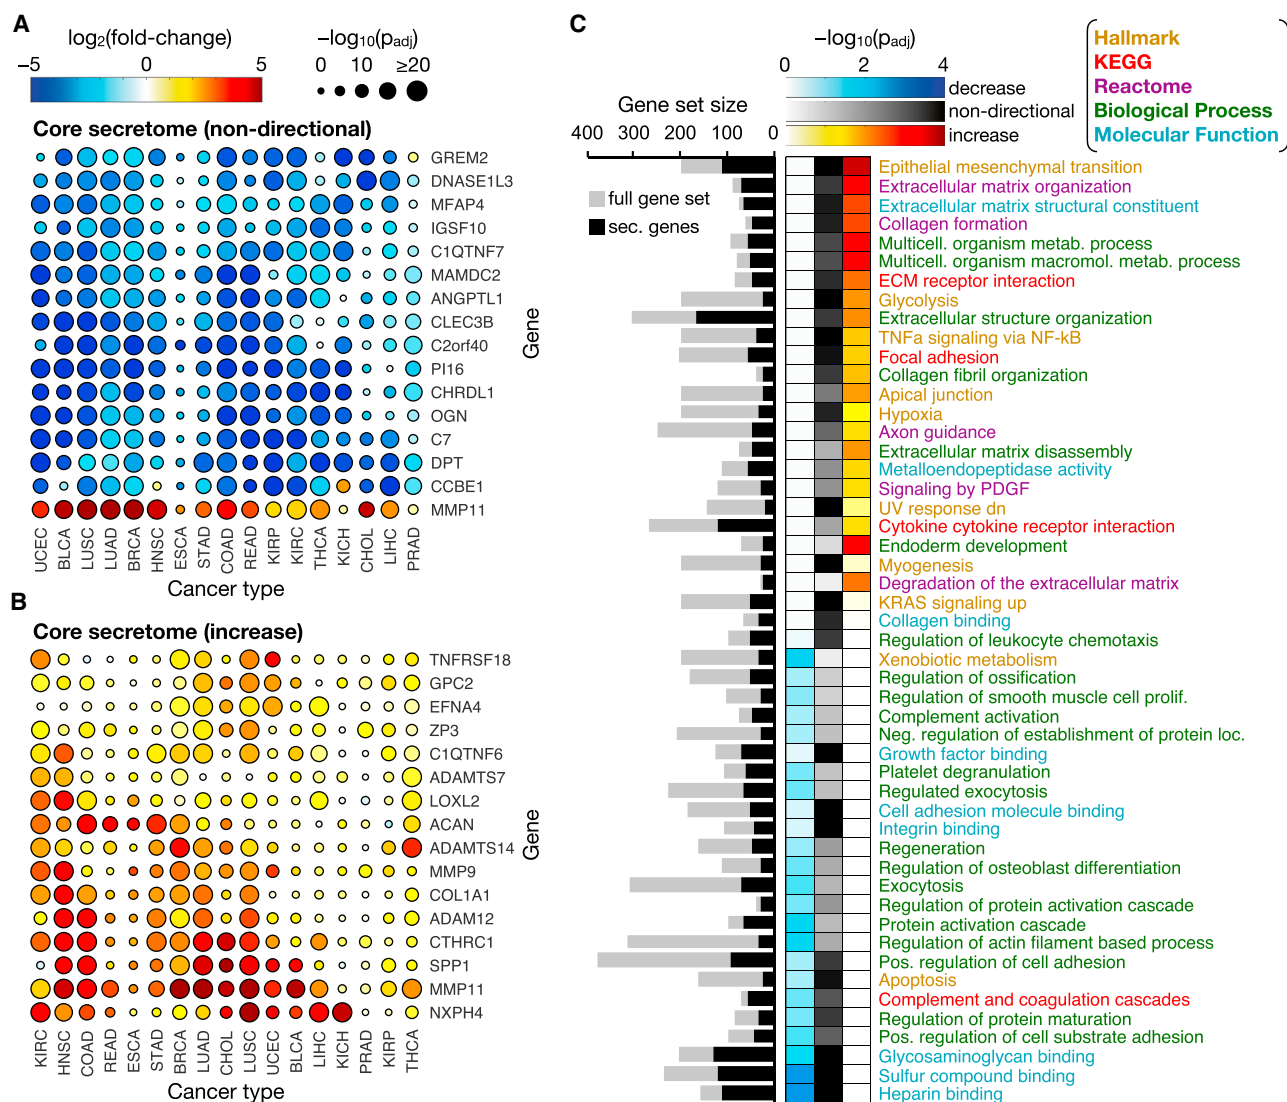 A
log2(fold-change)
−5 0 5
−log10(padj)
0 10 ≥20
Core secretome (non-directional)
GREM2
DNASE1L3
MFAP4
IGSF10
C1QTNF7
MAMDC2
ANGPTL1
CLEC3B
C2orf40
PI16
CHRDL1
OGN
C7
DPT
CCBE1
MMP11
Gene
UCEC BLCA LUSC LUAD BRCA HNSC ESCA STAD COAD READ KIRP KIRC THCA KICH CHOL LIHC PRAD
Cancer type
B
Core secretome (increase)
TNFRSF18
GPC2
EFNA4
ZP3
C1QTNF6
ADAMTS7
LOXL2
ACAN
ADAMTS14
MMP9
COL1A1
ADAM12
CTHRC1
SPP1
MMP11
NXPH4
Gene
KIRC HNSC COAD READ ESCA STAD BRCA LUAD CHOL LUSC UCEC BLCA LIHC KICH PRAD KIRP THCA
Cancer type
C
−log10(padj)
0 2 4
decrease
non-directional
increase
Hallmark
KEGG
Reactome
Biological Process
Molecular Function
Gene set size
400 300 200 100 0
full gene set
sec. genes
Epithelial mesenchymal transition
Extracellular matrix organization
Extracellular matrix structural constituent
Collagen formation
Multicell. organism metab. process
Multicell. organism macromol. metab. process
ECM receptor interaction
Glycolysis
Extracellular structure organization
TNFa signaling via NF-kB
Focal adhesion
Collagen fibril organization
Apical junction
Hypoxia
Axon guidance
Extracellular matrix disassembly
Metalloendopeptidase activity
Signaling by PDGF
UV response dn
Cytokine cytokine receptor interaction
Endoderm development
Myogenesis
Degradation of the extracellular matrix
KRAS signaling up
Collagen binding
Regulation of leukocyte chemotaxis
Xenobiotic metabolism
Regulation of ossification
Regulation of smooth muscle cell prolif.
Complement activation
Neg. regulation of establishment of protein loc.
Growth factor binding
Platelet degranulation
Regulated exocytosis
Cell adhesion molecule binding
Integrin binding
Regeneration
Regulation of osteoblast differentiation
Exocytosis
Regulation of protein activation cascade
Protein activation cascade
Regulation of actin filament based process
Pos. regulation of cell adhesion
Apoptosis
Complement and coagulation cascades
Regulation of protein maturation
Pos. regulation of cell substrate adhesion
Glycosaminoglycan binding
Sulfur compound binding
Heparin binding